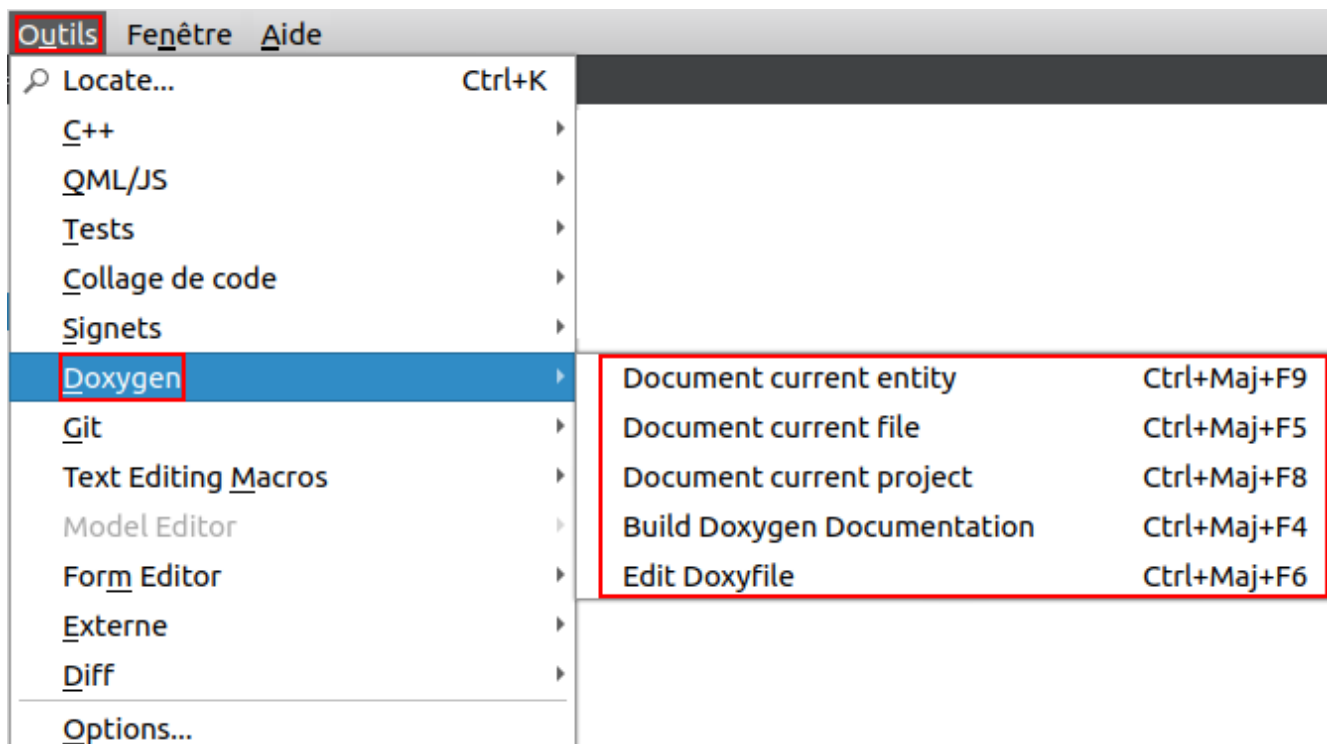 Outils Fenêtre Aide
Locate... Ctrl+K
C++
QML/JS
Tests
Collage de code
Signets
Doxygen
Document current entity Ctrl+Maj+F9
Document current file Ctrl+Maj+F5
Document current project Ctrl+Maj+F8
Build Doxygen Documentation Ctrl+Maj+F4
Edit Doxyfile Ctrl+Maj+F6
Git
Text Editing Macros
Model Editor
Form Editor
Externe
Diff
Options...